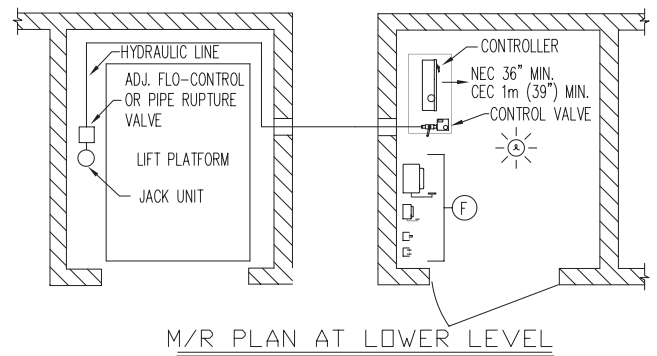 HYDRAULIC LINE
ADJ. FLO-CONTROL
OR PIPE RUPTURE
VALVE
LIFT PLATFORM
JACK UNIT
CONTROLLER
NEC 36" MIN.
CEC 1m (39") MIN.
CONTROL VALVE
F
M/R PLAN AT LOWER LEVEL